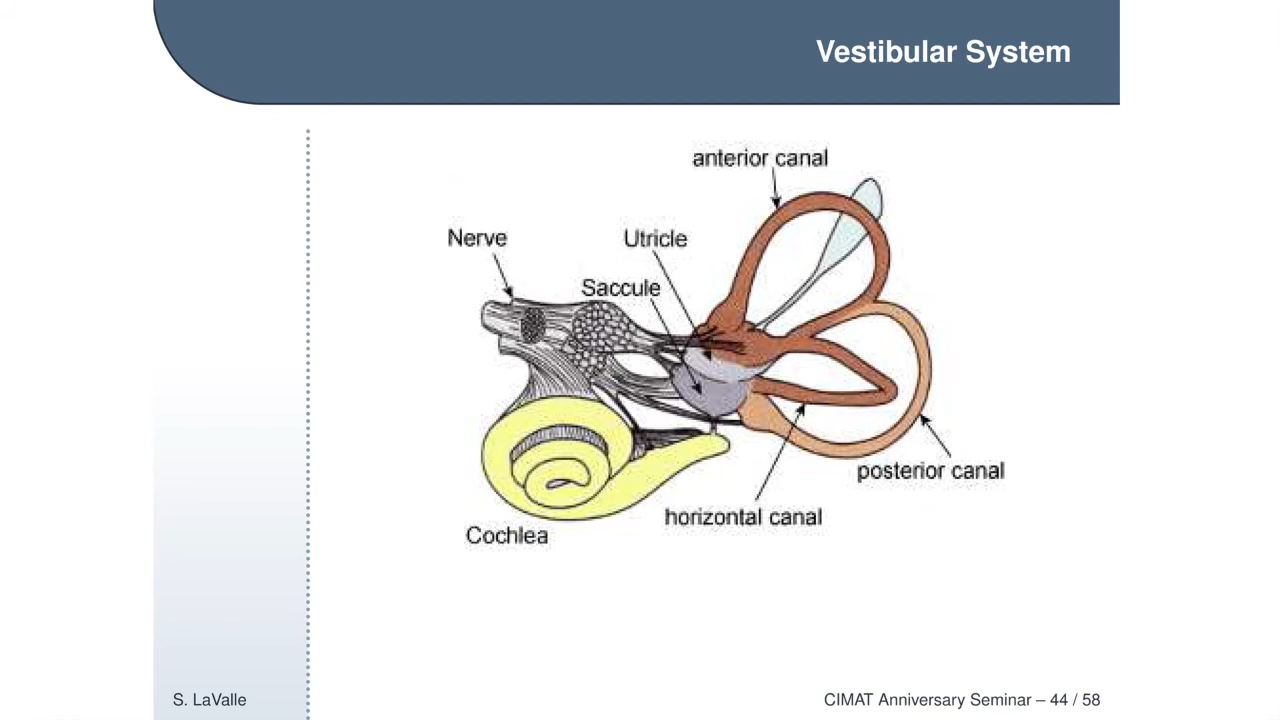 Vestibular System
anterior canal
Nerve
Utricle
Saccule
posterior canal
horizontal canal
Cochlea
S. LaValle
CIMAT Anniversary Seminar – 44 / 58